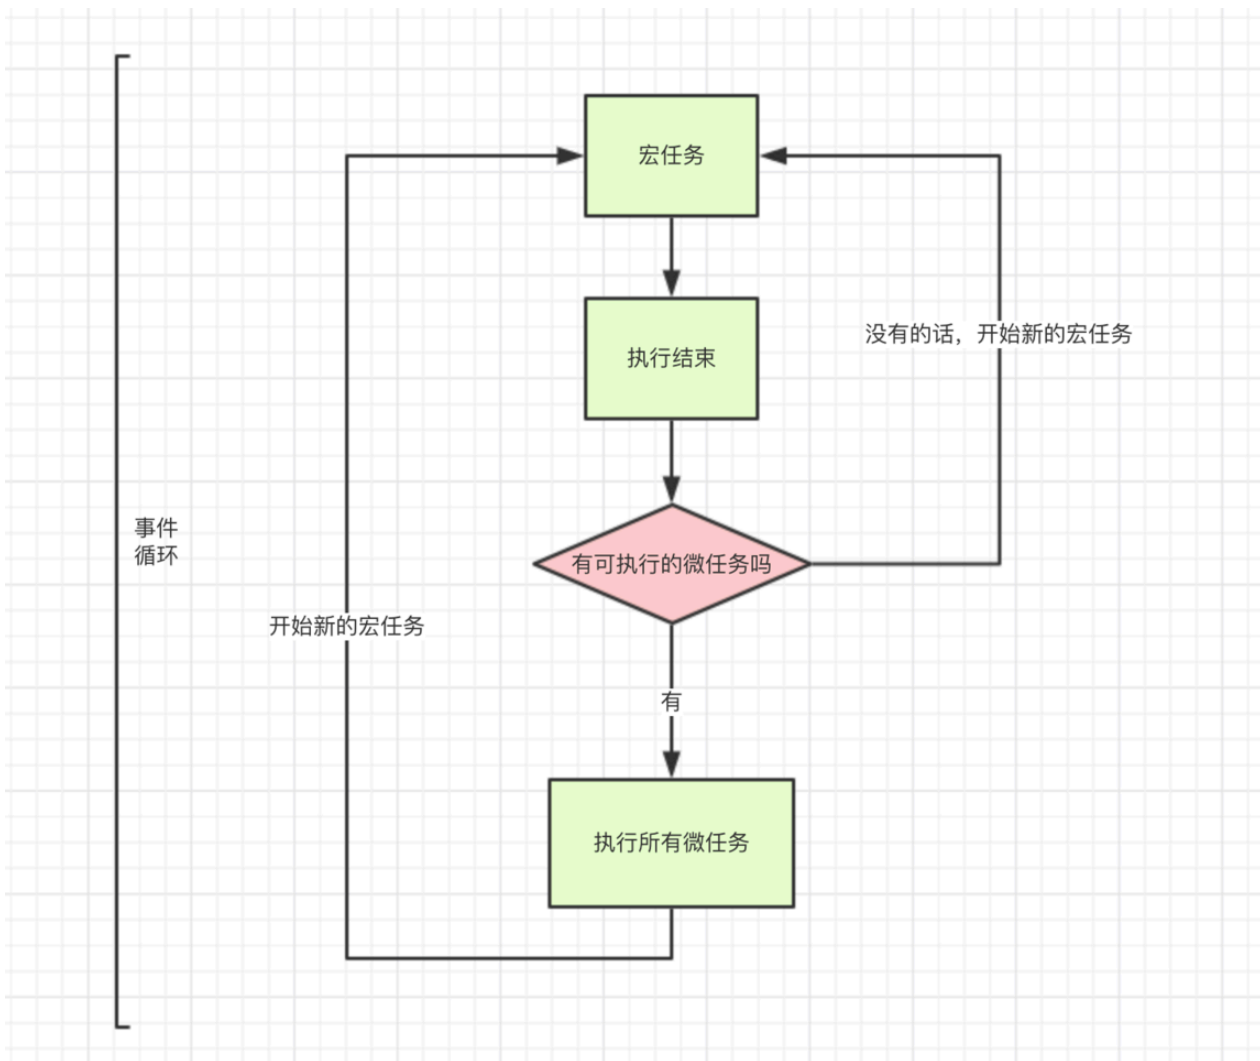 宏任务
没有的话，开始新的宏任务
执行结束
事件
循环
有可执行的微任务吗
开始新的宏任务
有
执行所有微任务